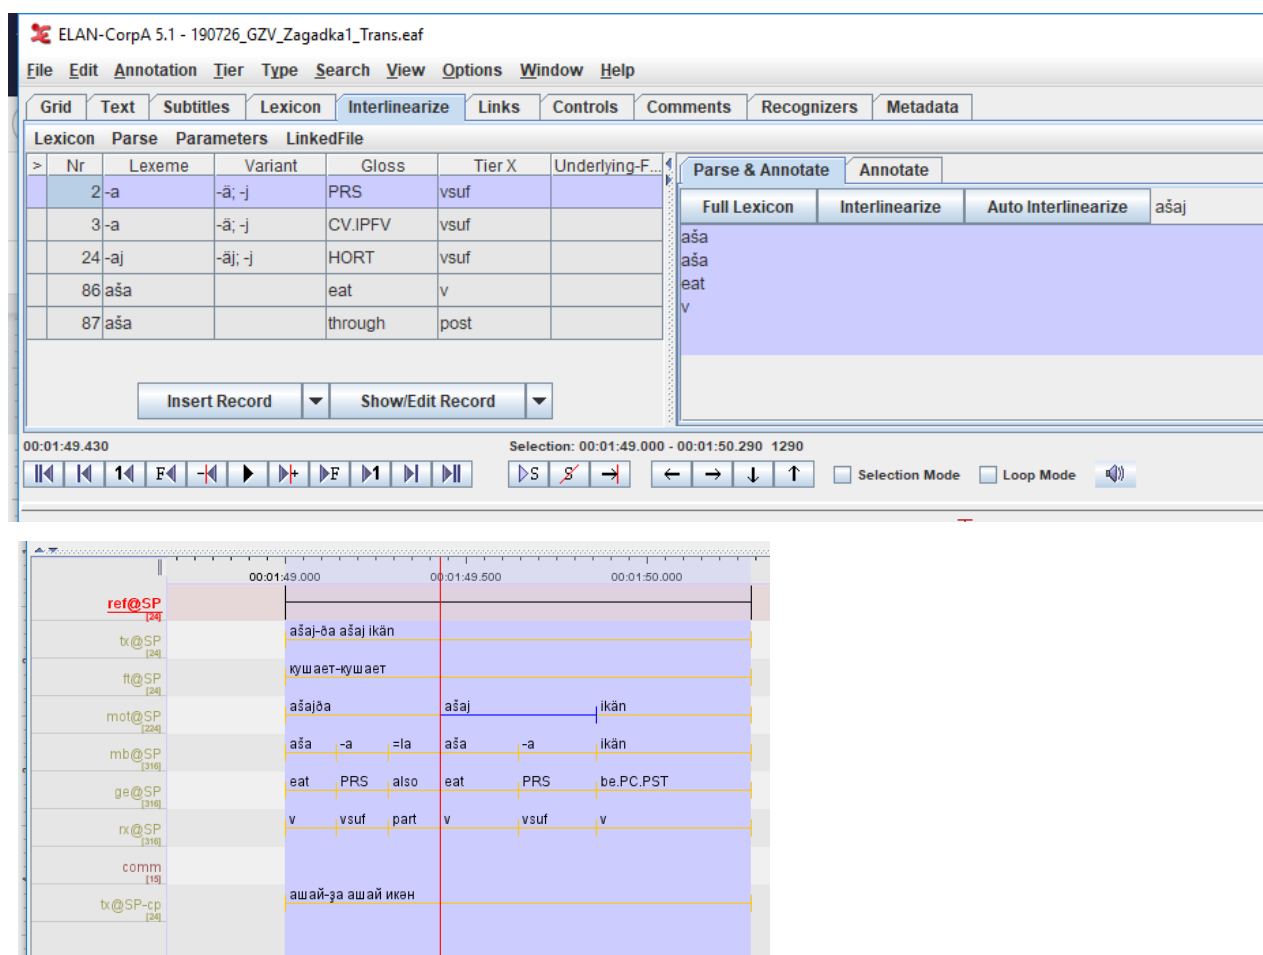 ELAN-CorpA 5.1 - 190726_GZV_Zagadka1_Trans.eaf
File Edit Annotation Tier Type Search View Options Window Help
Grid Text Subtitles Lexicon Interlinearize Links Controls Comments Recognizers Metadata
Lexicon Parse Parameters LinkedFile
> Nr Lexeme Variant Gloss Tier X Underlying-F...
2 -a -ä; -j PRS vsuf
3 -a -ä; -j CV.IPFV vsuf
24 -aj -äj; -j HORT vsuf
86 aša eat v
87 aša through post
Insert Record Show/Edit Record
Parse & Annotate Annotate
Full Lexicon Interlinearize Auto Interlinearize ašaj
aša
aša
eat
v
00:01:49.430 Selection: 00:01:49.000 - 00:01:50.290 1290
1 F + F 1 S S Selection Mode Loop Mode
00:01:49.000 00:01:49.500 00:01:50.000
ref@SP
[24]
tx@SP ašaj-ða ašaj ikän
[24]
ft@SP кушает-кушает
[24]
mot@SP ašajða ašaj ikän
[224]
mb@SP aša -a =la aša -a ikän
[316]
ge@SP eat PRS also eat PRS be.PC.PST
[316]
rx@SP v vsuf part v vsuf v
[316]
comm
[15]
tx@SP-cp ашай-ҙа ашай икән
[24]